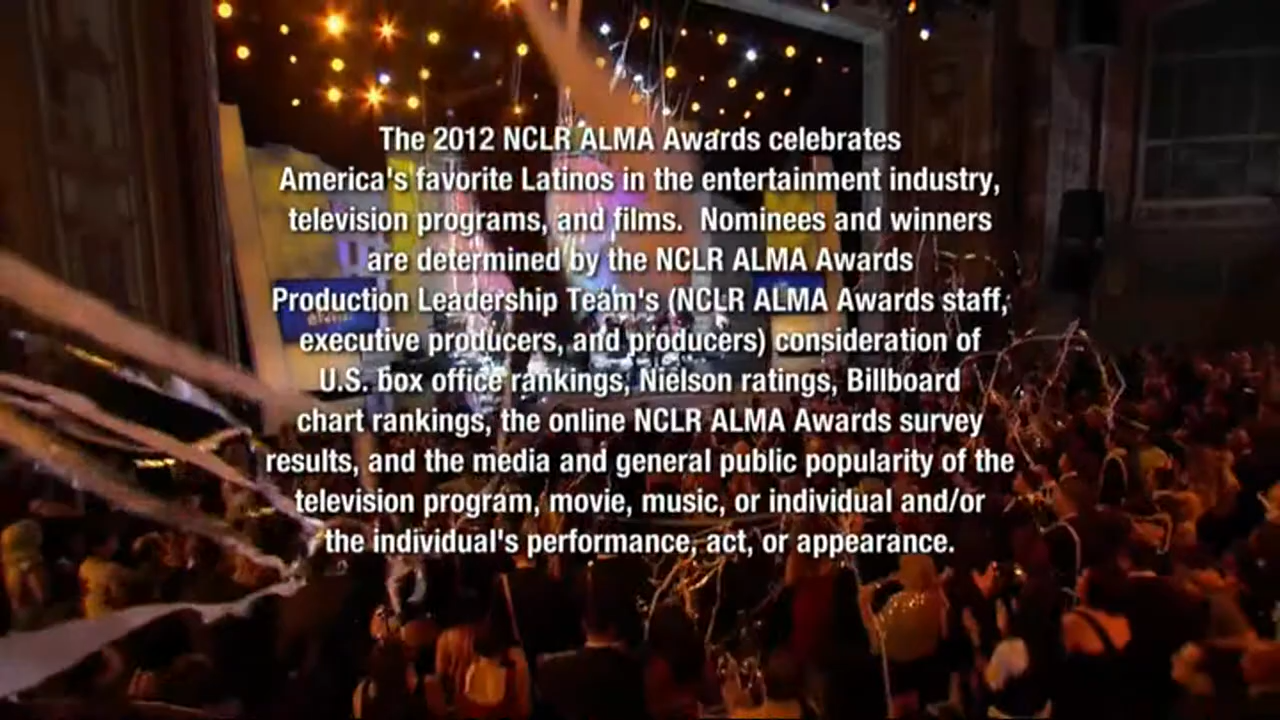 The 2012 NCLR ALMA Awards celebrates
America's favorite Latinos in the entertainment industry,
television programs, and films. Nominees and winners
are determined by the NCLR ALMA Awards
Production Leadership Team's (NCLR ALMA Awards staff,
executive producers, and producers) consideration of
U.S. box office rankings, Nielson ratings, Billboard
chart rankings, the online NCLR ALMA Awards survey
results, and the media and general public popularity of the
television program, movie, music, or individual and/or
the individual's performance, act, or appearance.